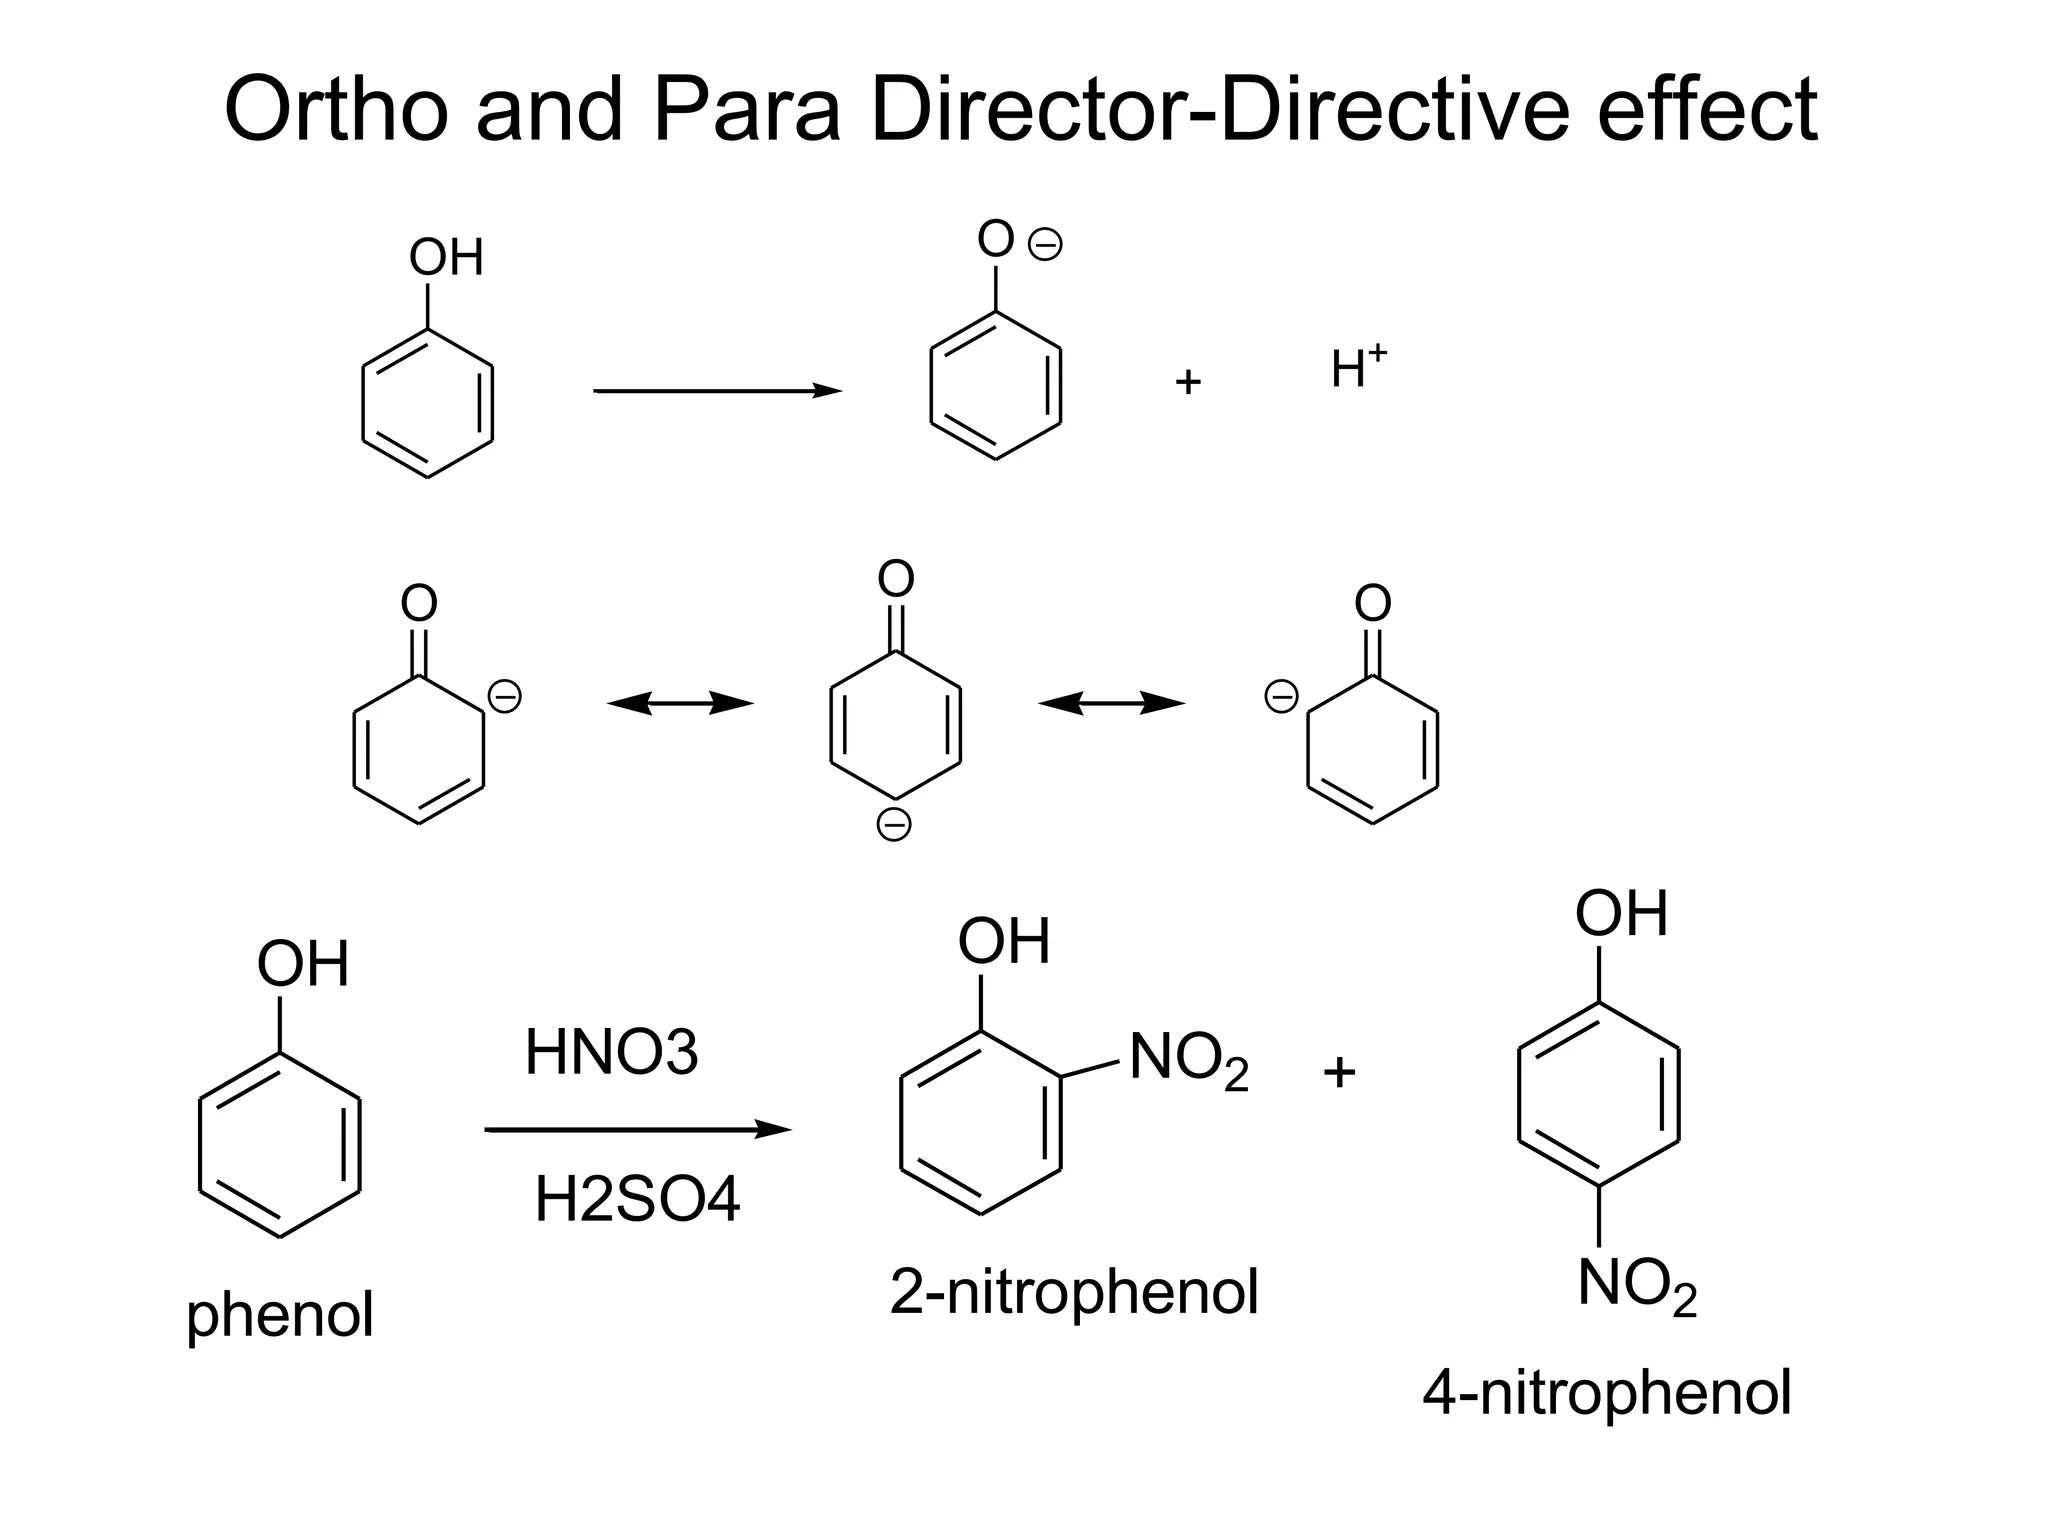 Ortho and Para Director-Directive effect
OH
O ⊖
+
H⁺
O
⊖
O
⊖
O
⊖
OH
HNO3
H2SO4
phenol
OH
NO₂
2-nitrophenol
+
OH
NO₂
4-nitrophenol